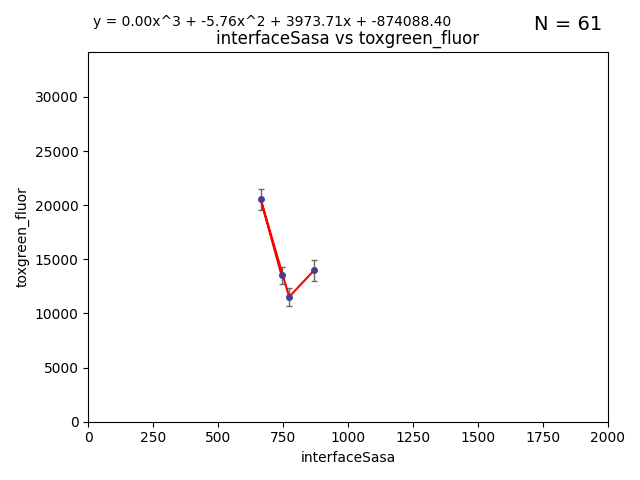 y = 0.00x^3 + -5.76x^2 + 3973.71x + -874088.40
N = 61
interfaceSasa vs toxgreen_fluor
30000
25000
20000
15000
10000
5000
0
toxgreen_fluor
0 250 500 750 1000 1250 1500 1750 2000
interfaceSasa